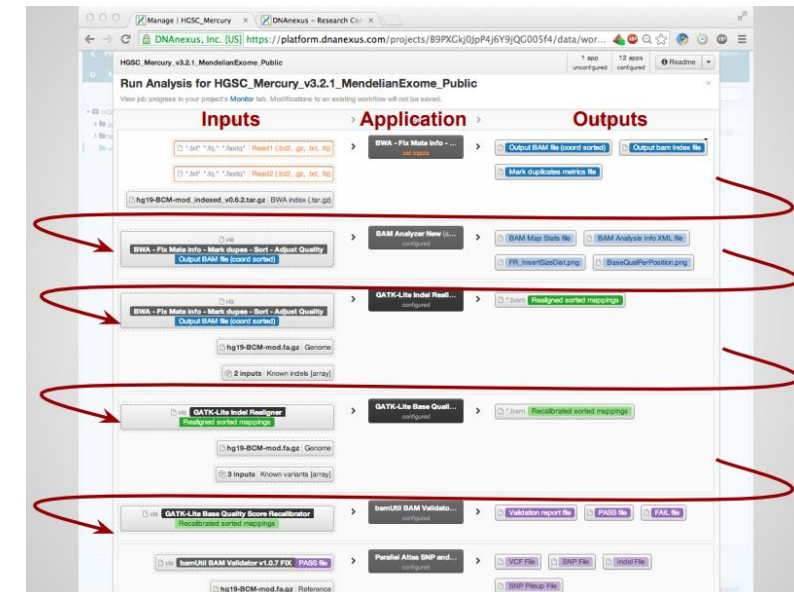 Manage | HGSC_Mercury × DNAnexus – Research Cen ×
DNAnexus, Inc. [US] https://platform.dnanexus.com/projects/89PXGkj0JpP4j6Y9jQG005f4/data/wor...
HGSC_Mercury_v3.2.1_MendelianExome_Public
1 app
unconfigured
12 apps
configured
Readme
Run Analysis for HGSC_Mercury_v3.2.1_MendelianExome_Public ×
View job progress in your project's Monitor tab. Modifications to an existing workflow will not be saved.
Inputs > Application > Outputs
*.txt* *.fq.* *.fastq* Read1 (.bz2, .gz, .txt, .fq)
*.txt* *.fq.* *.fastq* Read2 (.bz2, .gz, .txt, .fq)
hg19-BCM-mod_indexed_v0.6.2.tar.gz BWA index (.tar.gz)
BWA - Fix Mate Info - ...
set inputs
Output BAM file (coord sorted) Output bam index file
Mark duplicates metrics file
via
BWA - Fix Mate Info - Mark dupes - Sort - Adjust Quality
Output BAM file (coord sorted)
BAM Analyzer New
configured
BAM Map Stats file BAM Analysis Info XML file
FR_InsertSizeDist.png BaseQualPerPosition.png
via
BWA - Fix Mate Info - Mark dupes - Sort - Adjust Quality
Output BAM file (coord sorted)
hg19-BCM-mod.fa.gz Genome
2 inputs Known indels [array]
GATK-Lite Indel Reali...
configured
*.bam Realigned sorted mappings
via GATK-Lite Indel Realigner
Realigned sorted mappings
hg19-BCM-mod.fa.gz Genome
3 inputs Known variants [array]
GATK-Lite Base Quali...
configured
*.bam Recalibrated sorted mappings
via GATK-Lite Base Quality Score Recalibrator
Recalibrated sorted mappings
bamUtil BAM Validato...
configured
Validation report file PASS file FAIL file
via bamUtil BAM Validator v1.0.7 FIX PASS file
hg19-BCM-mod.fa.gz Reference
Parallel Atlas SNP and...
configured
VCF File SNP File Indel File
SNP Pileup File